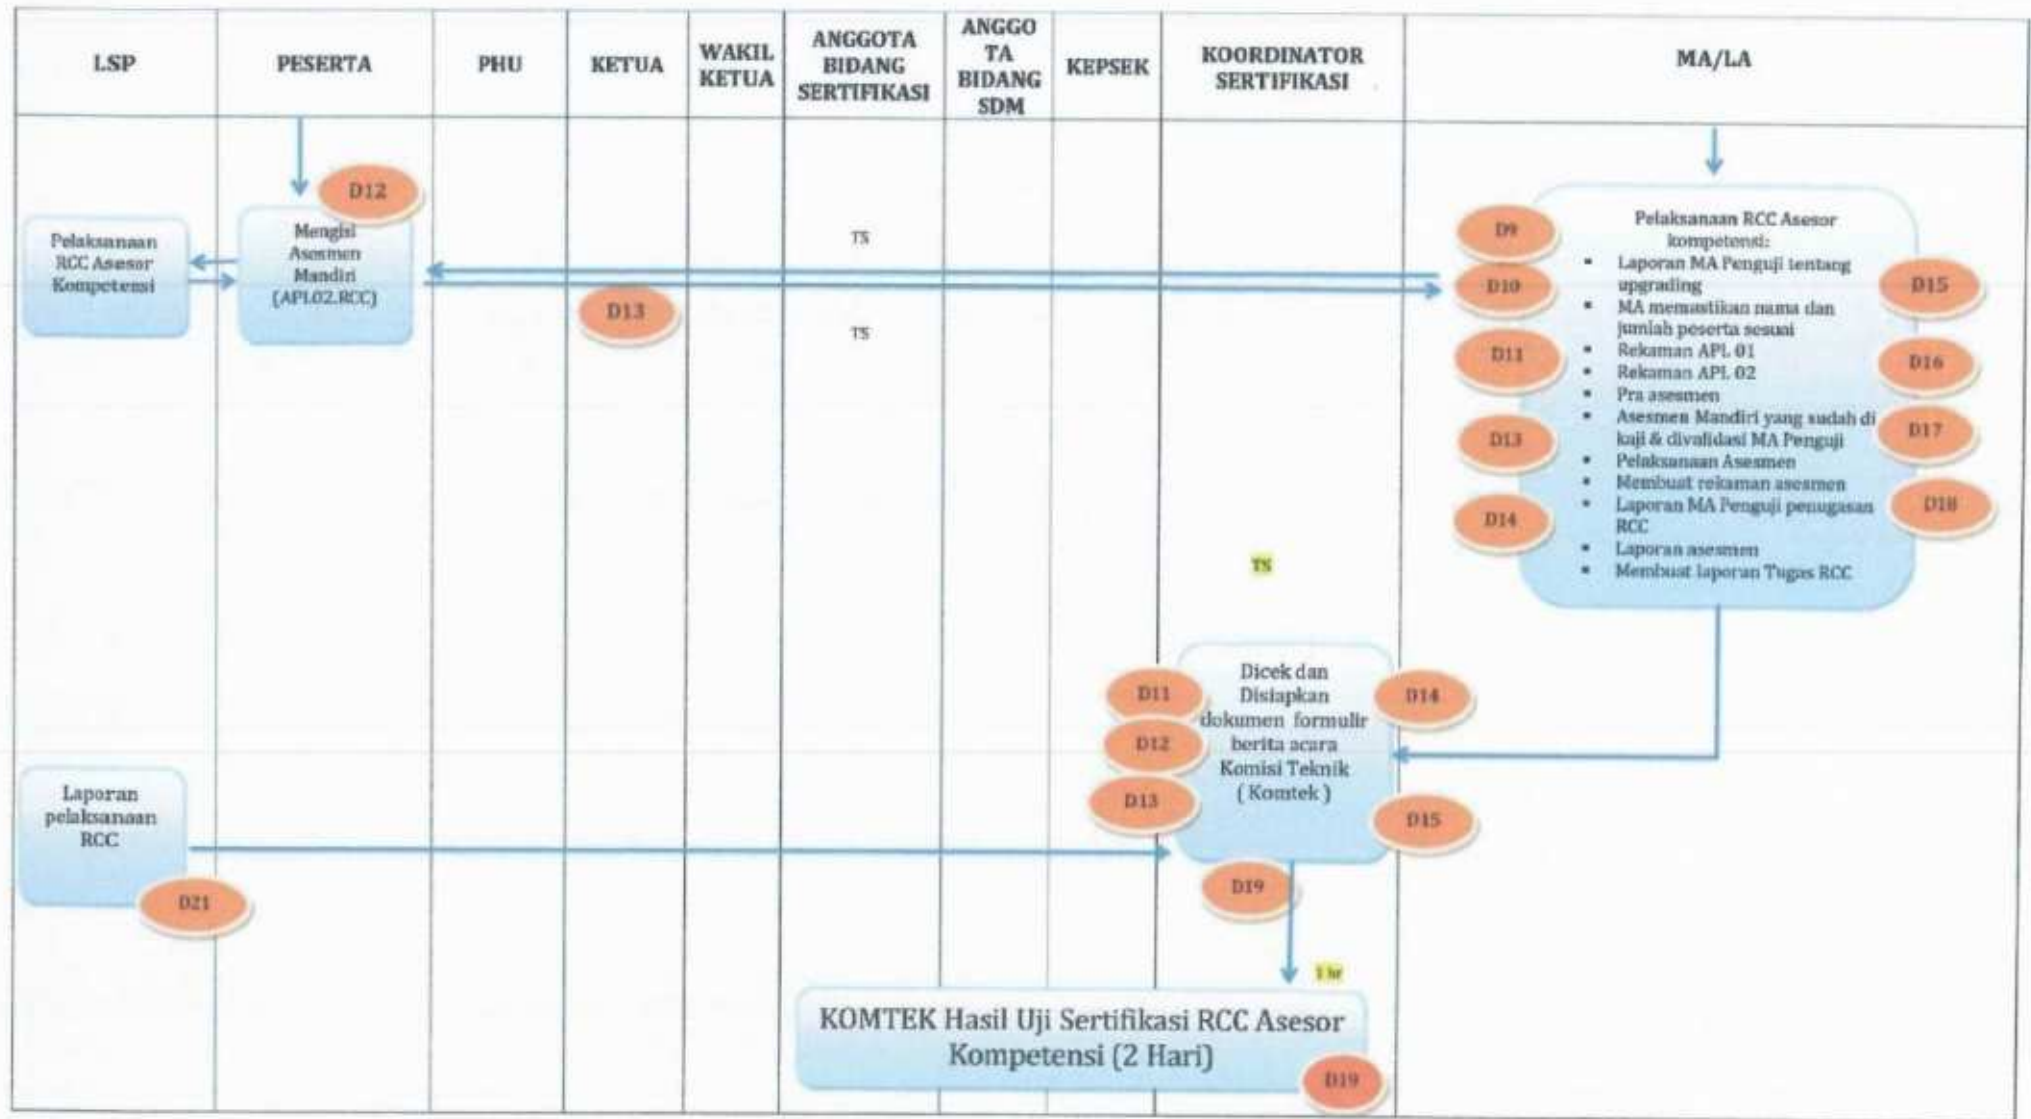 LSP
PESERTA
PHU
KETUA
WAKIL
KETUA
ANGGOTA
BIDANG
SERTIFIKASI
ANGGO
TA
BIDANG
SDM
KEPSEK
KOORDINATOR
SERTIFIKASI
MA/LA
Pelaksanaan
RCC Asesor
Kompetensi
D12
Mengisi
Asesmen
Mandiri
(APL02.RCC)
D13
TS
TS
D9
D10
D11
D13
D14
Pelaksanaan RCC Asesor
kompetensi:
▪ Laporan MA Penguji tentang
upgrading
▪ MA memastikan nama dan
jumlah peserta sesuai
▪ Rekaman APL 01
▪ Rekaman APL 02
▪ Pra asesmen
▪ Asesmen Mandiri yang sudah di
kaji & divalidasi MA Penguji
▪ Pelaksanaan Asesmen
▪ Membuat rekaman asesmen
▪ Laporan MA Penguji penugasan
RCC
▪ Laporan asesmen
▪ Membuat laporan Tugas RCC
D15
D16
D17
D18
TS
D11
D12
D13
Dicek dan
Disiapkan
dokumen formulir
berita acara
Komisi Teknik
( Komtek )
D14
D15
D19
Laporan
pelaksanaan
RCC
D21
1 hr
KOMTEK Hasil Uji Sertifikasi RCC Asesor
Kompetensi (2 Hari)
D19